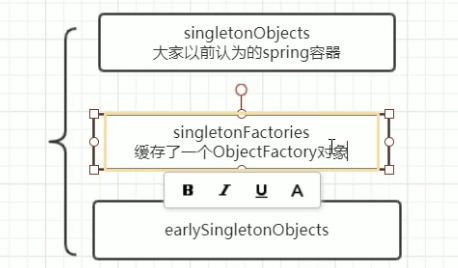 singletonObjects
大家以前认为的spring容器
singletonFactories
缓存了一个ObjectFactory对象
B I U A
earlySingletonObjects